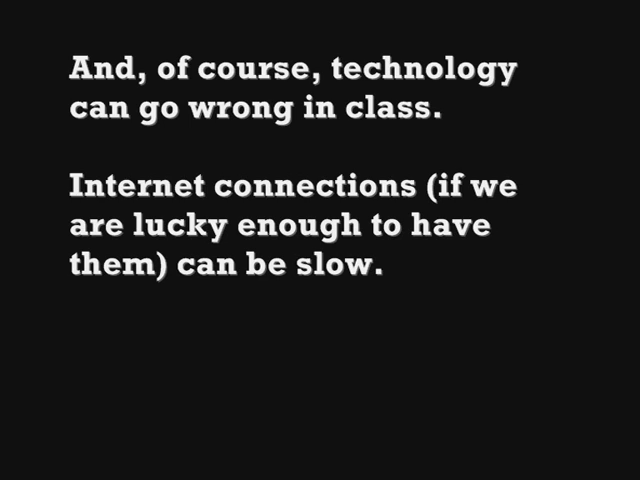 And, of course, technology
can go wrong in class.
Internet connections (if we
are lucky enough to have
them) can be slow.